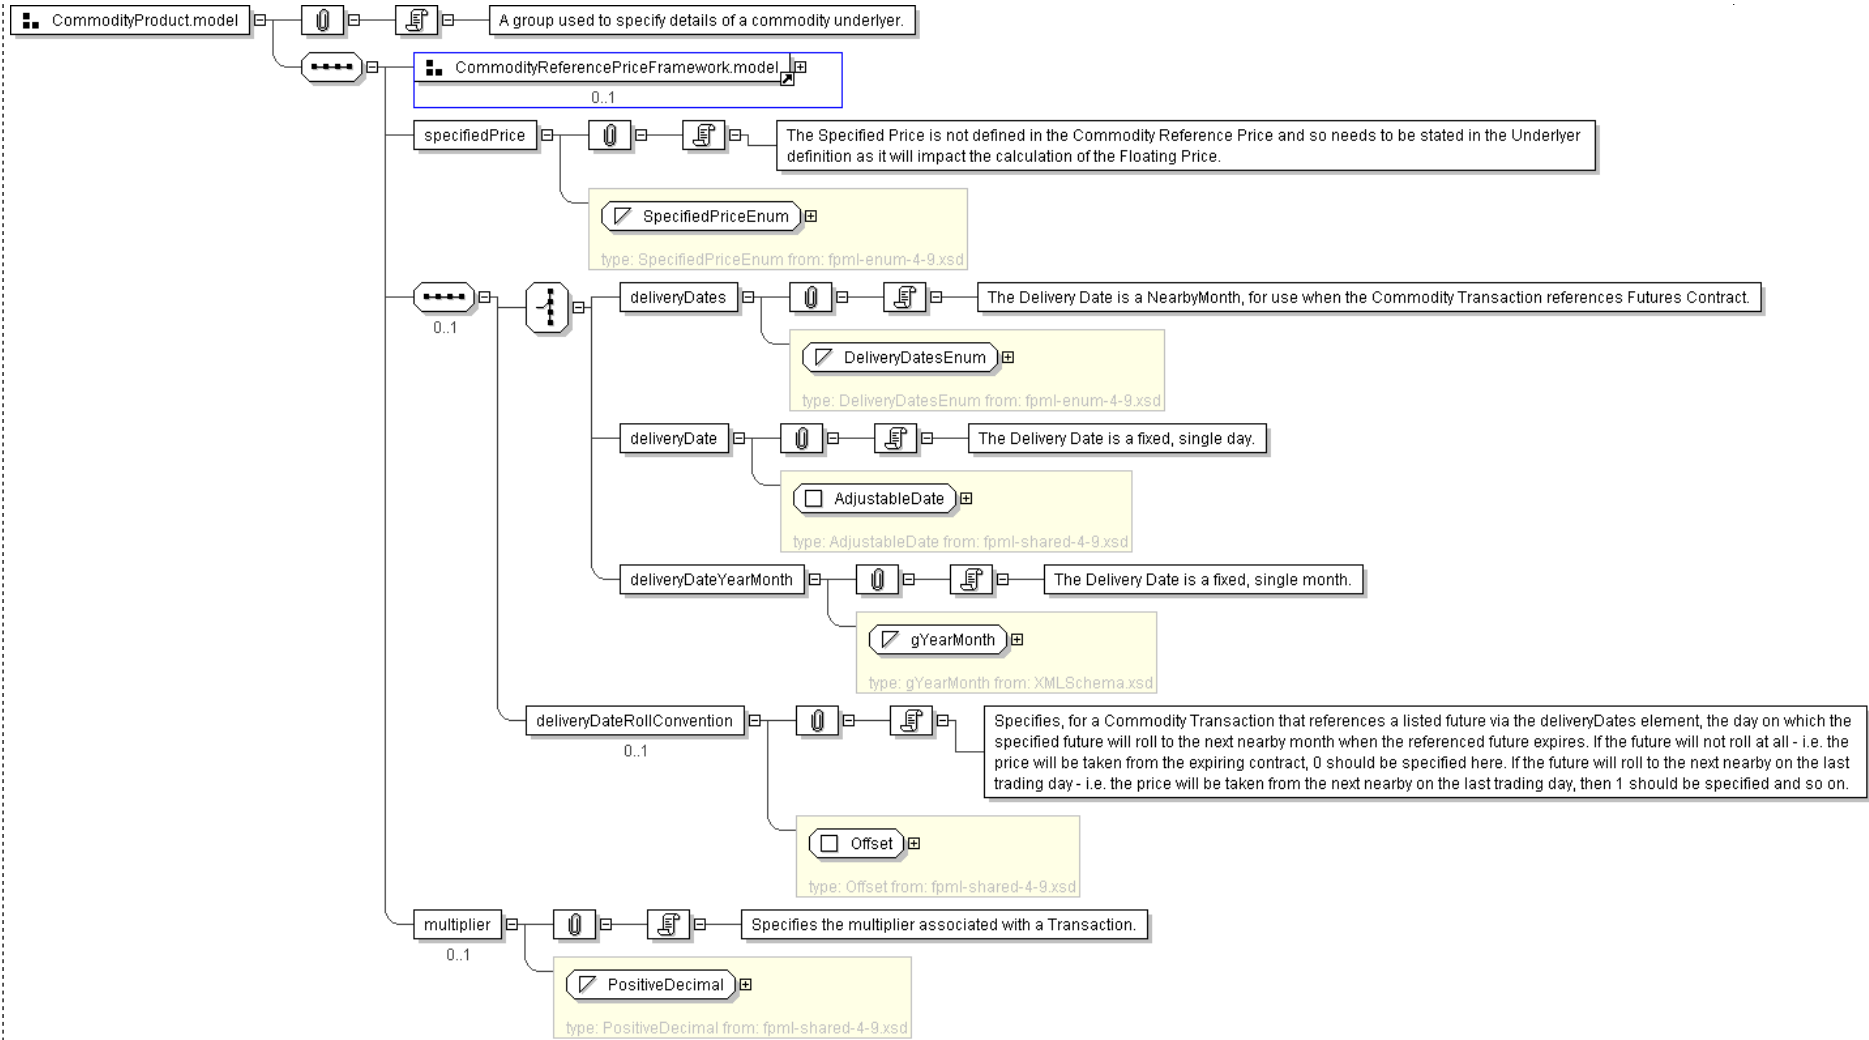 CommodityProduct.model
A group used to specify details of a commodity underlyer.
CommodityReferencePriceFramework.model
0..1
specifiedPrice
The Specified Price is not defined in the Commodity Reference Price and so needs to be stated in the Underlyer
definition as it will impact the calculation of the Floating Price.
SpecifiedPriceEnum
type: SpecifiedPriceEnum from: fpml-enum-4-9.xsd
0..1
deliveryDates
The Delivery Date is a NearbyMonth, for use when the Commodity Transaction references Futures Contract.
DeliveryDatesEnum
type: DeliveryDatesEnum from: fpml-enum-4-9.xsd
deliveryDate
The Delivery Date is a fixed, single day.
AdjustableDate
type: AdjustableDate from: fpml-shared-4-9.xsd
deliveryDateYearMonth
The Delivery Date is a fixed, single month.
gYearMonth
type: gYearMonth from: XMLSchema.xsd
deliveryDateRollConvention
0..1
Specifies, for a Commodity Transaction that references a listed future via the deliveryDates element, the day on which the
specified future will roll to the next nearby month when the referenced future expires. If the future will not roll at all - i.e. the
price will be taken from the expiring contract, 0 should be specified here. If the future will roll to the next nearby on the last
trading day - i.e. the price will be taken from the next nearby on the last trading day, then 1 should be specified and so on.
Offset
type: Offset from: fpml-shared-4-9.xsd
multiplier
0..1
Specifies the multiplier associated with a Transaction.
PositiveDecimal
type: PositiveDecimal from: fpml-shared-4-9.xsd